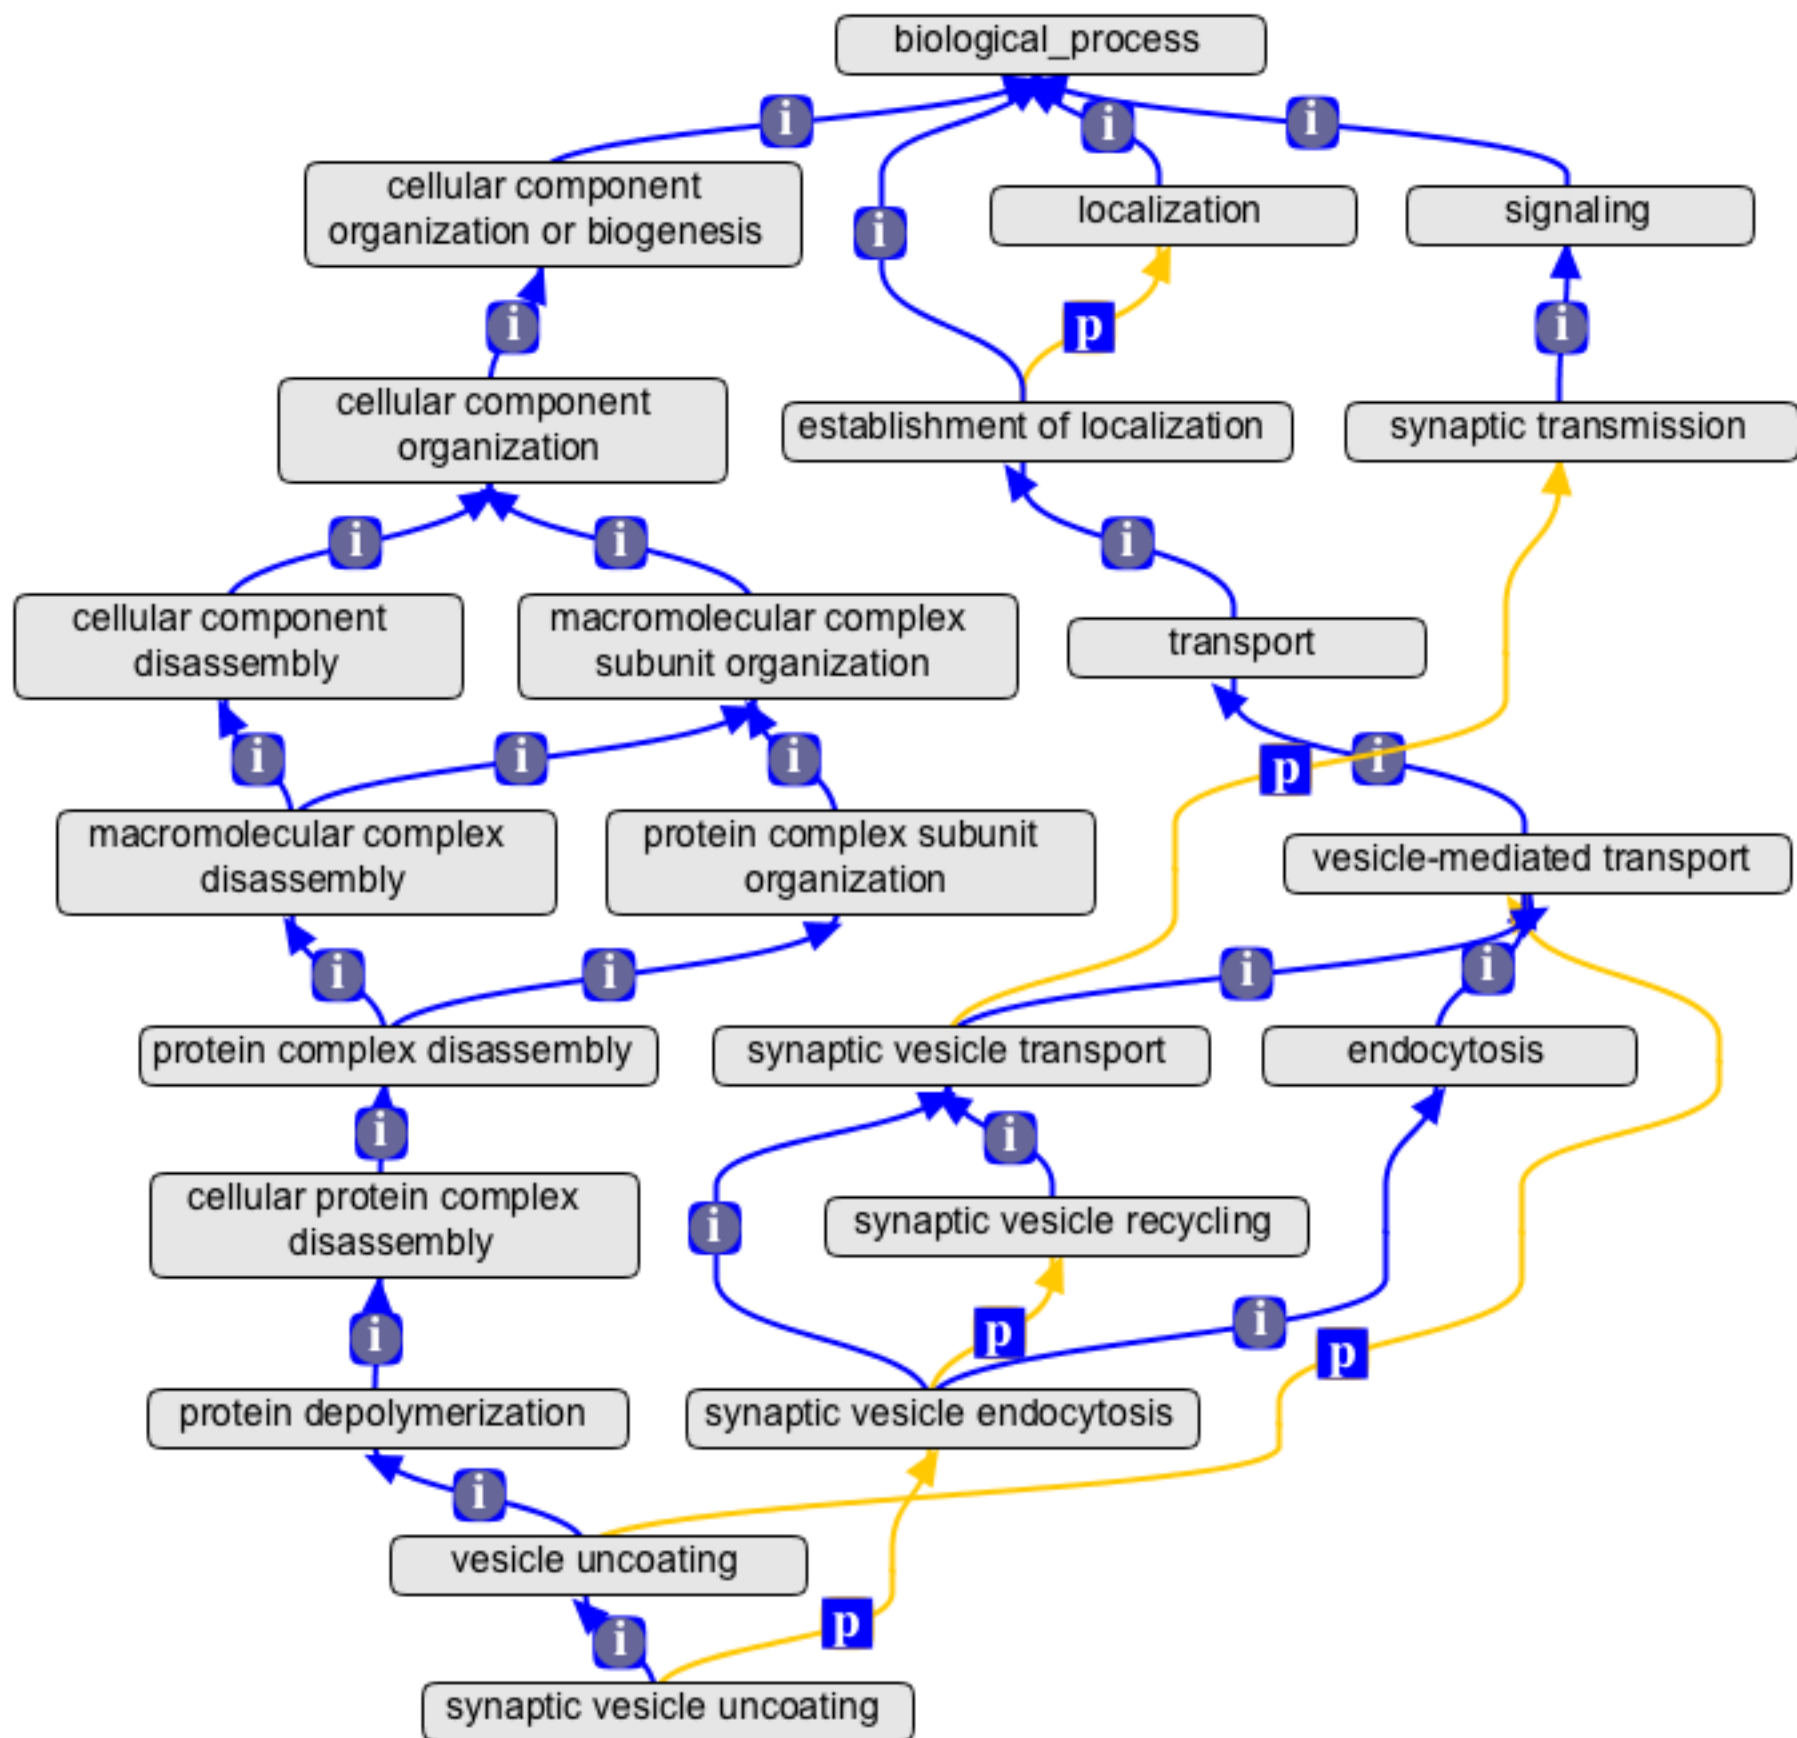 biological_process
i
i
i
cellular component
organization or biogenesis
localization
signaling
i
i
p
i
cellular component
organization
establishment of localization
synaptic transmission
i
i
i
cellular component
disassembly
macromolecular complex
subunit organization
transport
i
i
i
p
i
macromolecular complex
disassembly
protein complex subunit
organization
vesicle-mediated transport
i
i
i
i
protein complex disassembly
synaptic vesicle transport
endocytosis
i
i
cellular protein complex
disassembly
synaptic vesicle recycling
i
i
p
i
p
protein depolymerization
synaptic vesicle endocytosis
i
vesicle uncoating
i
p
synaptic vesicle uncoating